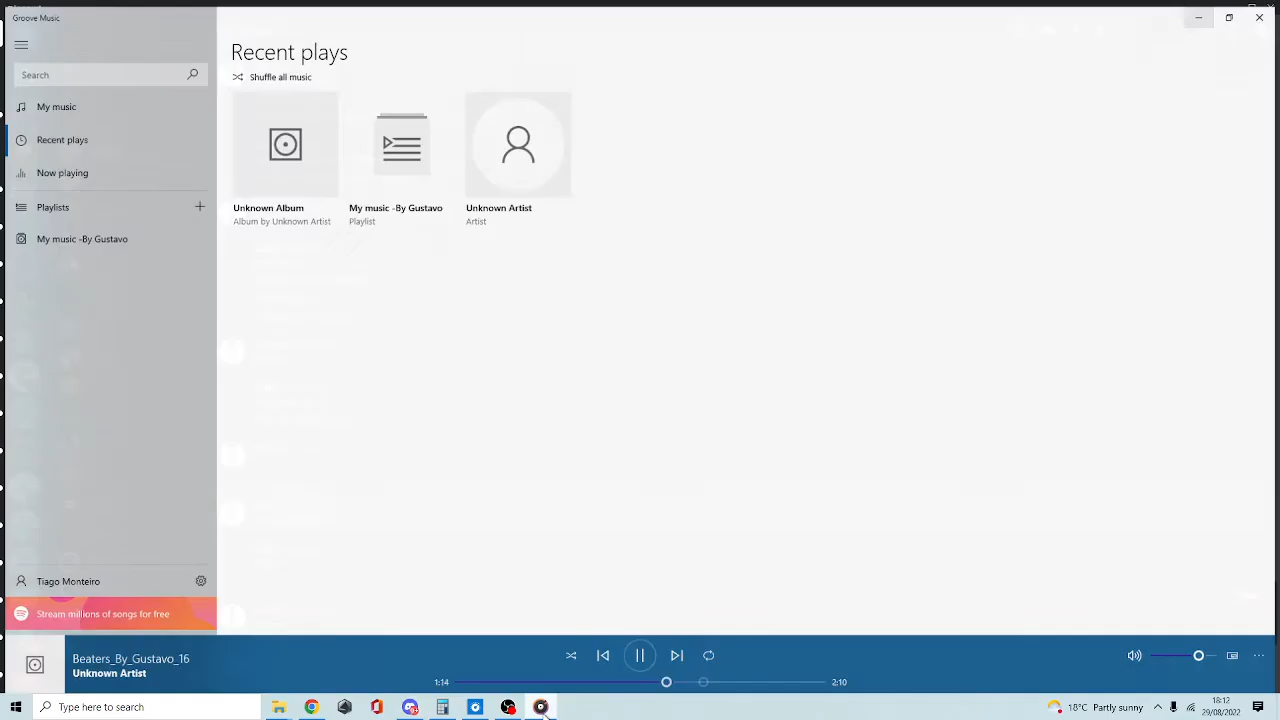 Groove Music
Search
My music
Recent plays
Now playing
Playlists
My music -By Gustavo
Tiago Monteiro
Stream millions of songs for free
Recent plays
Shuffle all music
Unknown Album
Album by Unknown Artist
My music -By Gustavo
Playlist
Unknown Artist
Artist
Beaters_By_Gustavo_16
Unknown Artist
1:14
2:10
Type here to search
18°C Partly sunny
18:12
29/08/2022